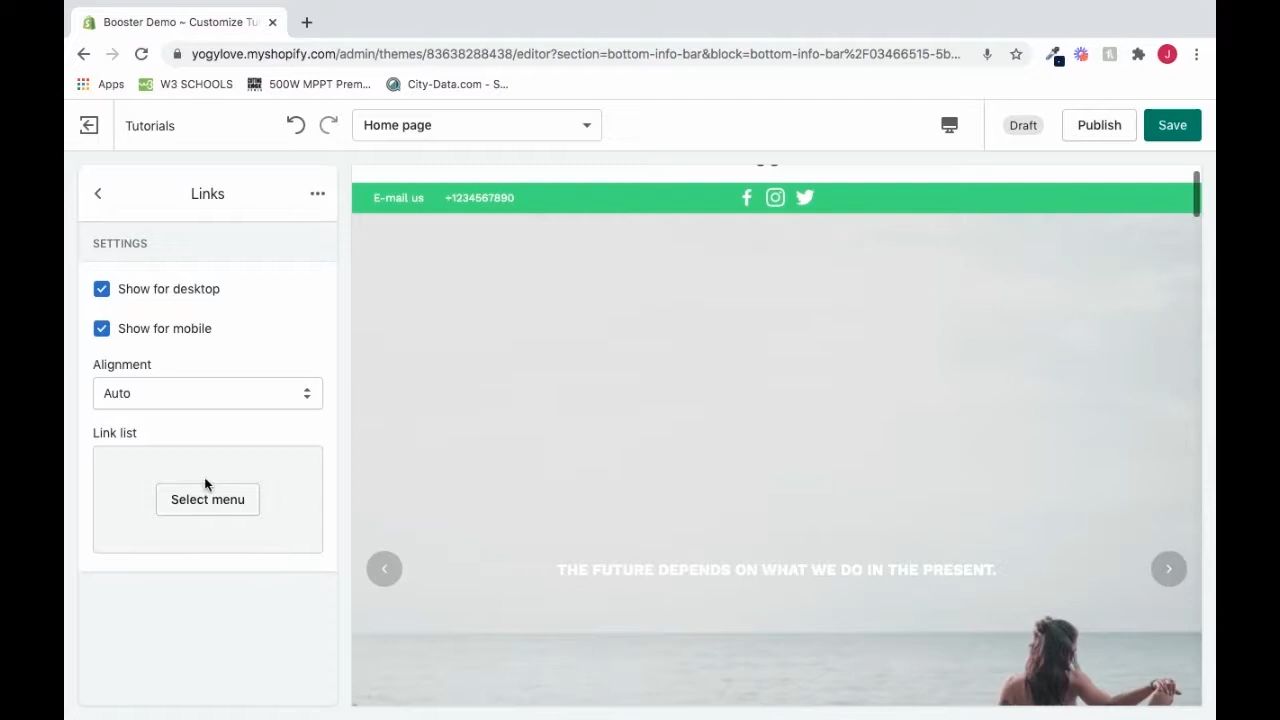 Booster Demo ~ Customize Tu
yogylove.myshopify.com/admin/themes/83638288438/editor?section=bottom-info-bar&block=bottom-info-bar%2F03466515-5b...
J
Apps
W3 SCHOOLS
500W MPPT Prem...
City-Data.com - S...
Tutorials
Home page
Draft
Publish
Save
Links
E-mail us
+1234567890
SETTINGS
Show for desktop
Show for mobile
Alignment
Auto
Link list
Select menu
THE FUTURE DEPENDS ON WHAT WE DO IN THE PRESENT.